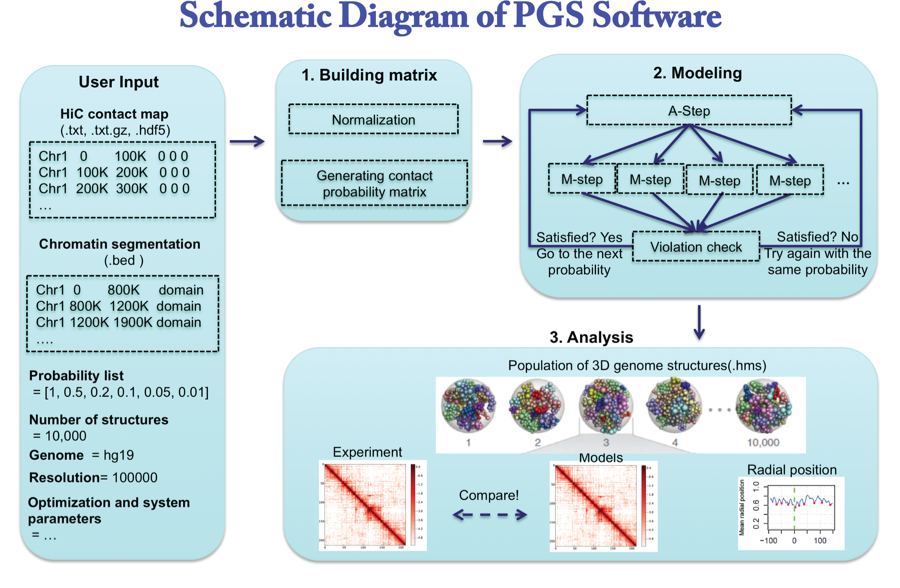 Schematic Diagram of PGS Software
User Input
HiC contact map
(.txt, .txt.gz, .hdf5)
Chr1 0 100K 0 0 0
Chr1 100K 200K 0 0 0
Chr1 200K 300K 0 0 0
...
Chromatin segmentation
(.bed )
Chr1 0 800K domain
Chr1 800K 1200K domain
Chr1 1200K 1900K domain
....
Probability list
= [1, 0.5, 0.2, 0.1, 0.05, 0.01]
Number of structures
= 10,000
Genome = hg19
Resolution= 100000
Optimization and system
parameters
= ...
1. Building matrix
Normalization
Generating contact
probability matrix
2. Modeling
A-Step
M-step M-step M-step M-step ...
Violation check
Satisfied? Yes
Go to the next
probability
Satisfied? No
Try again with the
same probability
3. Analysis
Population of 3D genome structures(.hms)
1 2 3 4 10,000
Experiment
Compare!
Models
Radial position
Mean radial position
1.0
0.6
0.2
-100 0 100